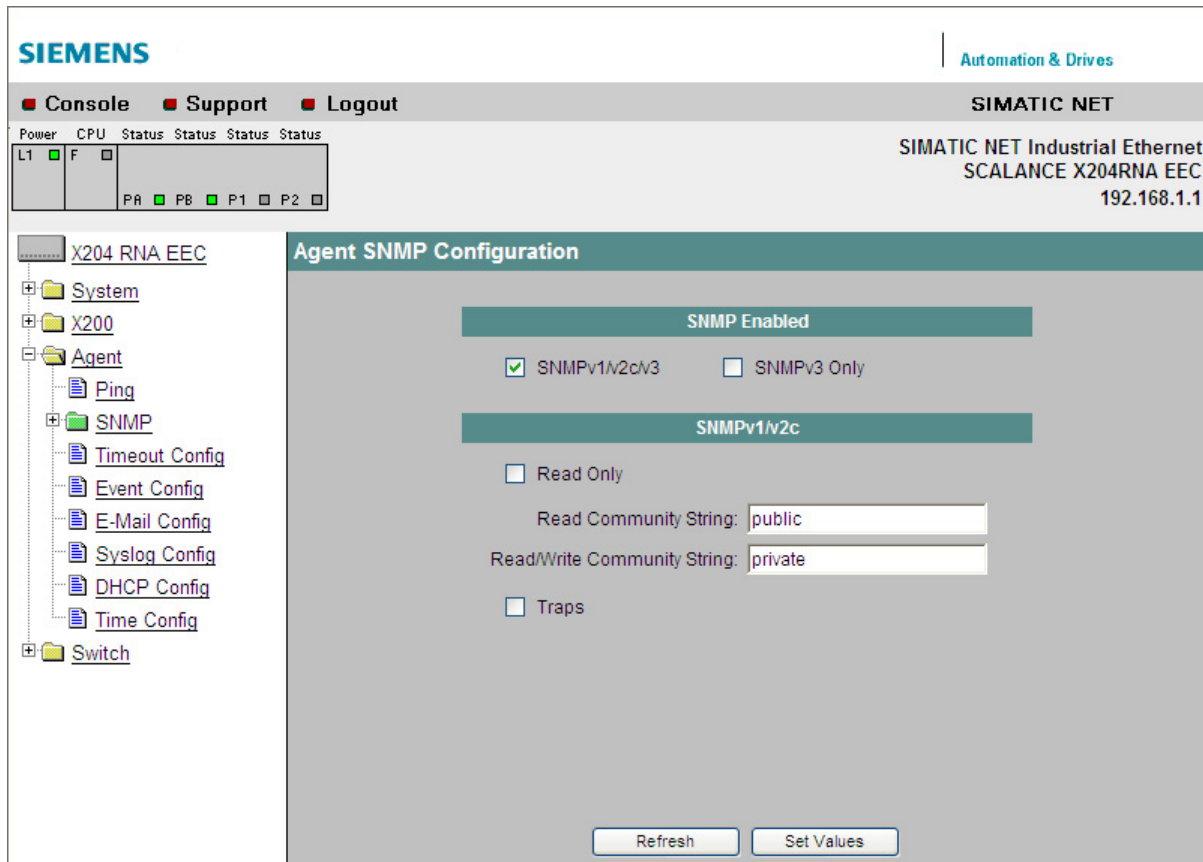 SIEMENS
Automation & Drives
Console Support Logout
SIMATIC NET
Power CPU Status Status Status Status
L1 F
PA PB P1 P2
SIMATIC NET Industrial Ethernet
SCALANCE X204RNA EEC
192.168.1.1
X204 RNA EEC
System
X200
Agent
Ping
SNMP
Timeout Config
Event Config
E-Mail Config
Syslog Config
DHCP Config
Time Config
Switch
Agent SNMP Configuration
SNMP Enabled
SNMPv1/v2c/v3 SNMPv3 Only
SNMPv1/v2c
Read Only
Read Community String: public
Read/Write Community String: private
Traps
Refresh Set Values